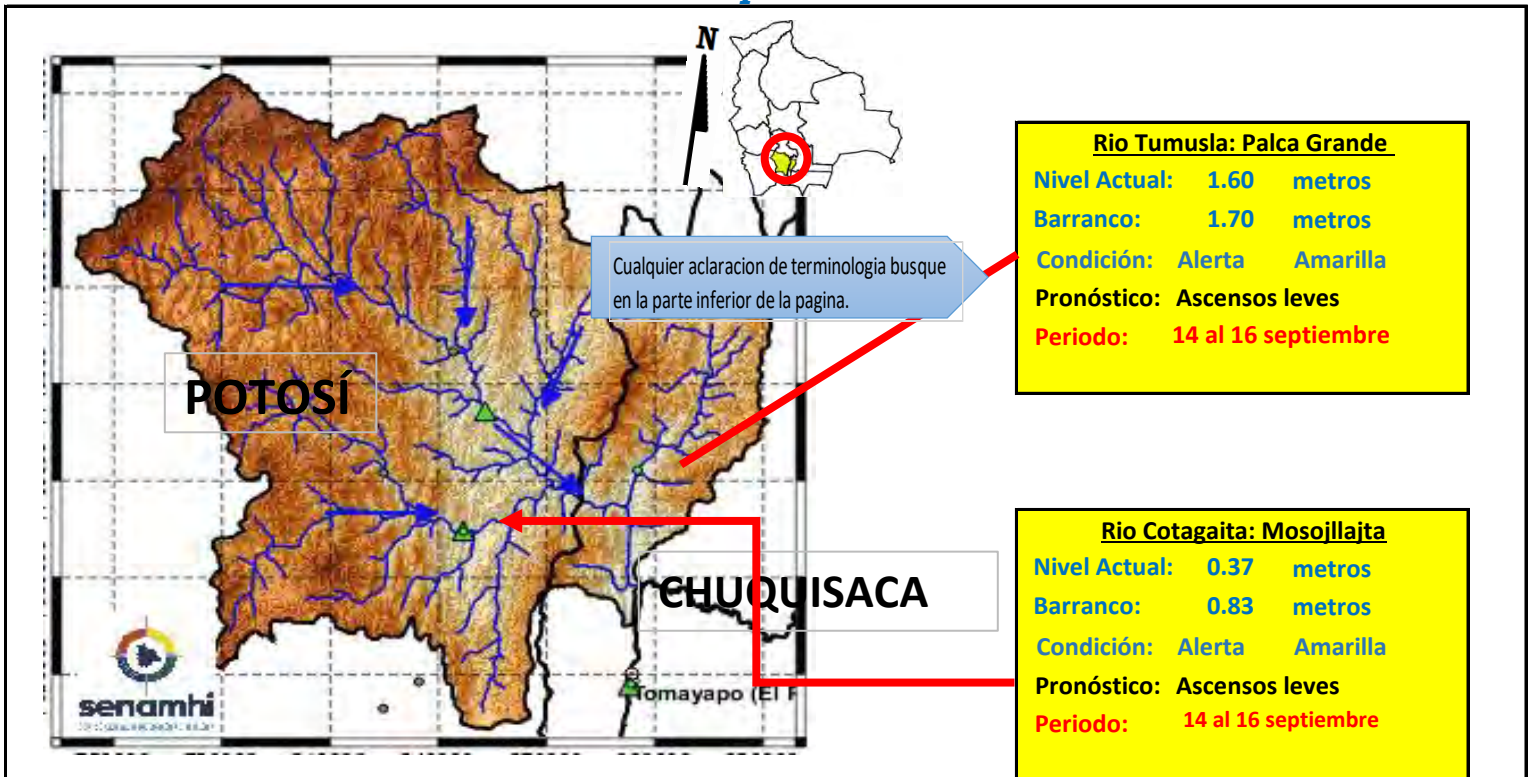 N
Cualquier aclaracion de terminologia busque
en la parte inferior de la pagina.
POTOSÍ
CHUQUISACA
Tomayapo (El
senamhi
Rio Tumusla: Palca Grande
Nivel Actual: 1.60 metros
Barranco: 1.70 metros
Condición: Alerta Amarilla
Pronóstico: Ascensos leves
Periodo: 14 al 16 septiembre
Rio Cotagaita: Mosojllajta
Nivel Actual: 0.37 metros
Barranco: 0.83 metros
Condición: Alerta Amarilla
Pronóstico: Ascensos leves
Periodo: 14 al 16 septiembre